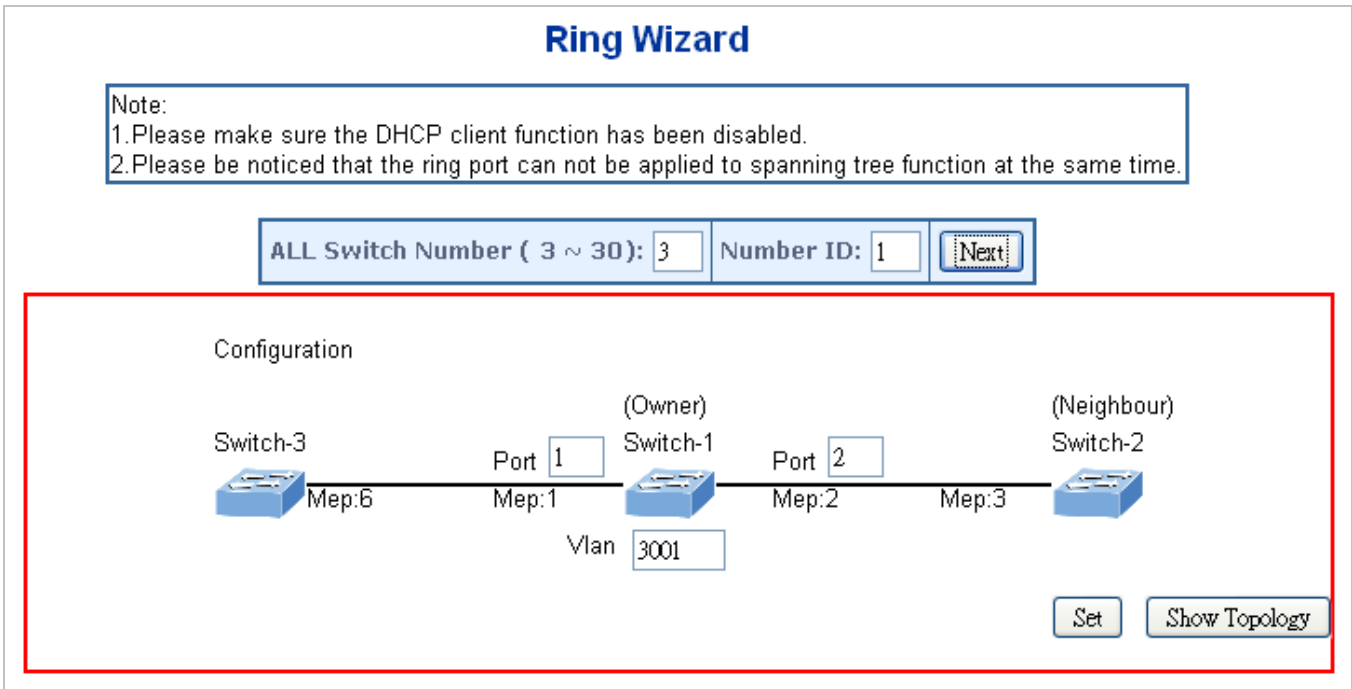 Ring Wizard
Note:
1.Please make sure the DHCP client function has been disabled.
2.Please be noticed that the ring port can not be applied to spanning tree function at the same time.
ALL Switch Number ( 3 ~ 30): 3 Number ID: 1 Next
Configuration
(Owner) (Neighbour)
Switch-3 Port 1 Switch-1 Port 2 Switch-2
Mep:6 Mep:1 Mep:2 Mep:3
Vlan 3001
Set Show Topology